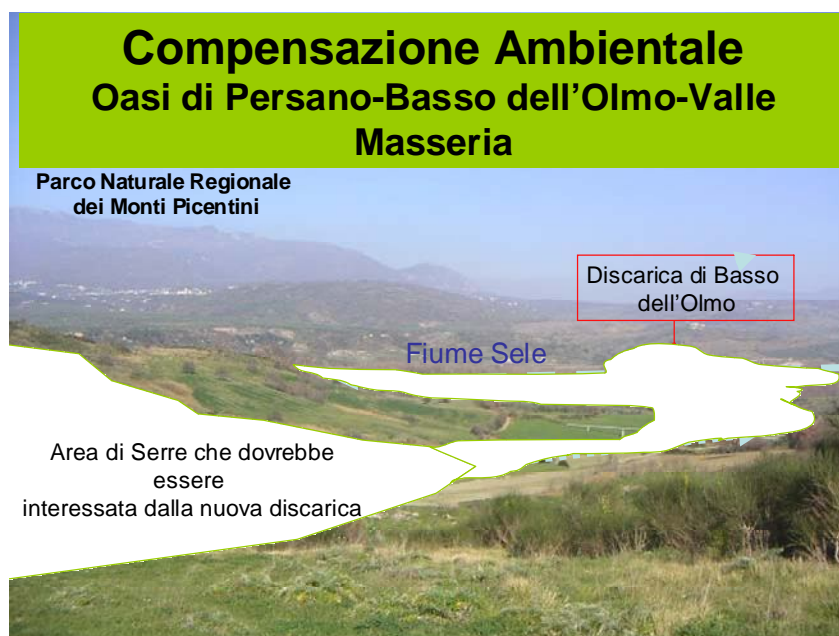 Compensazione Ambientale
Oasi di Persano-Basso dell'Olmo-Valle
Masseria
Parco Naturale Regionale
dei Monti Picentini
Discarica di Basso
dell'Olmo
Fiume Sele
Area di Serre che dovrebbe
essere
interessata dalla nuova discarica